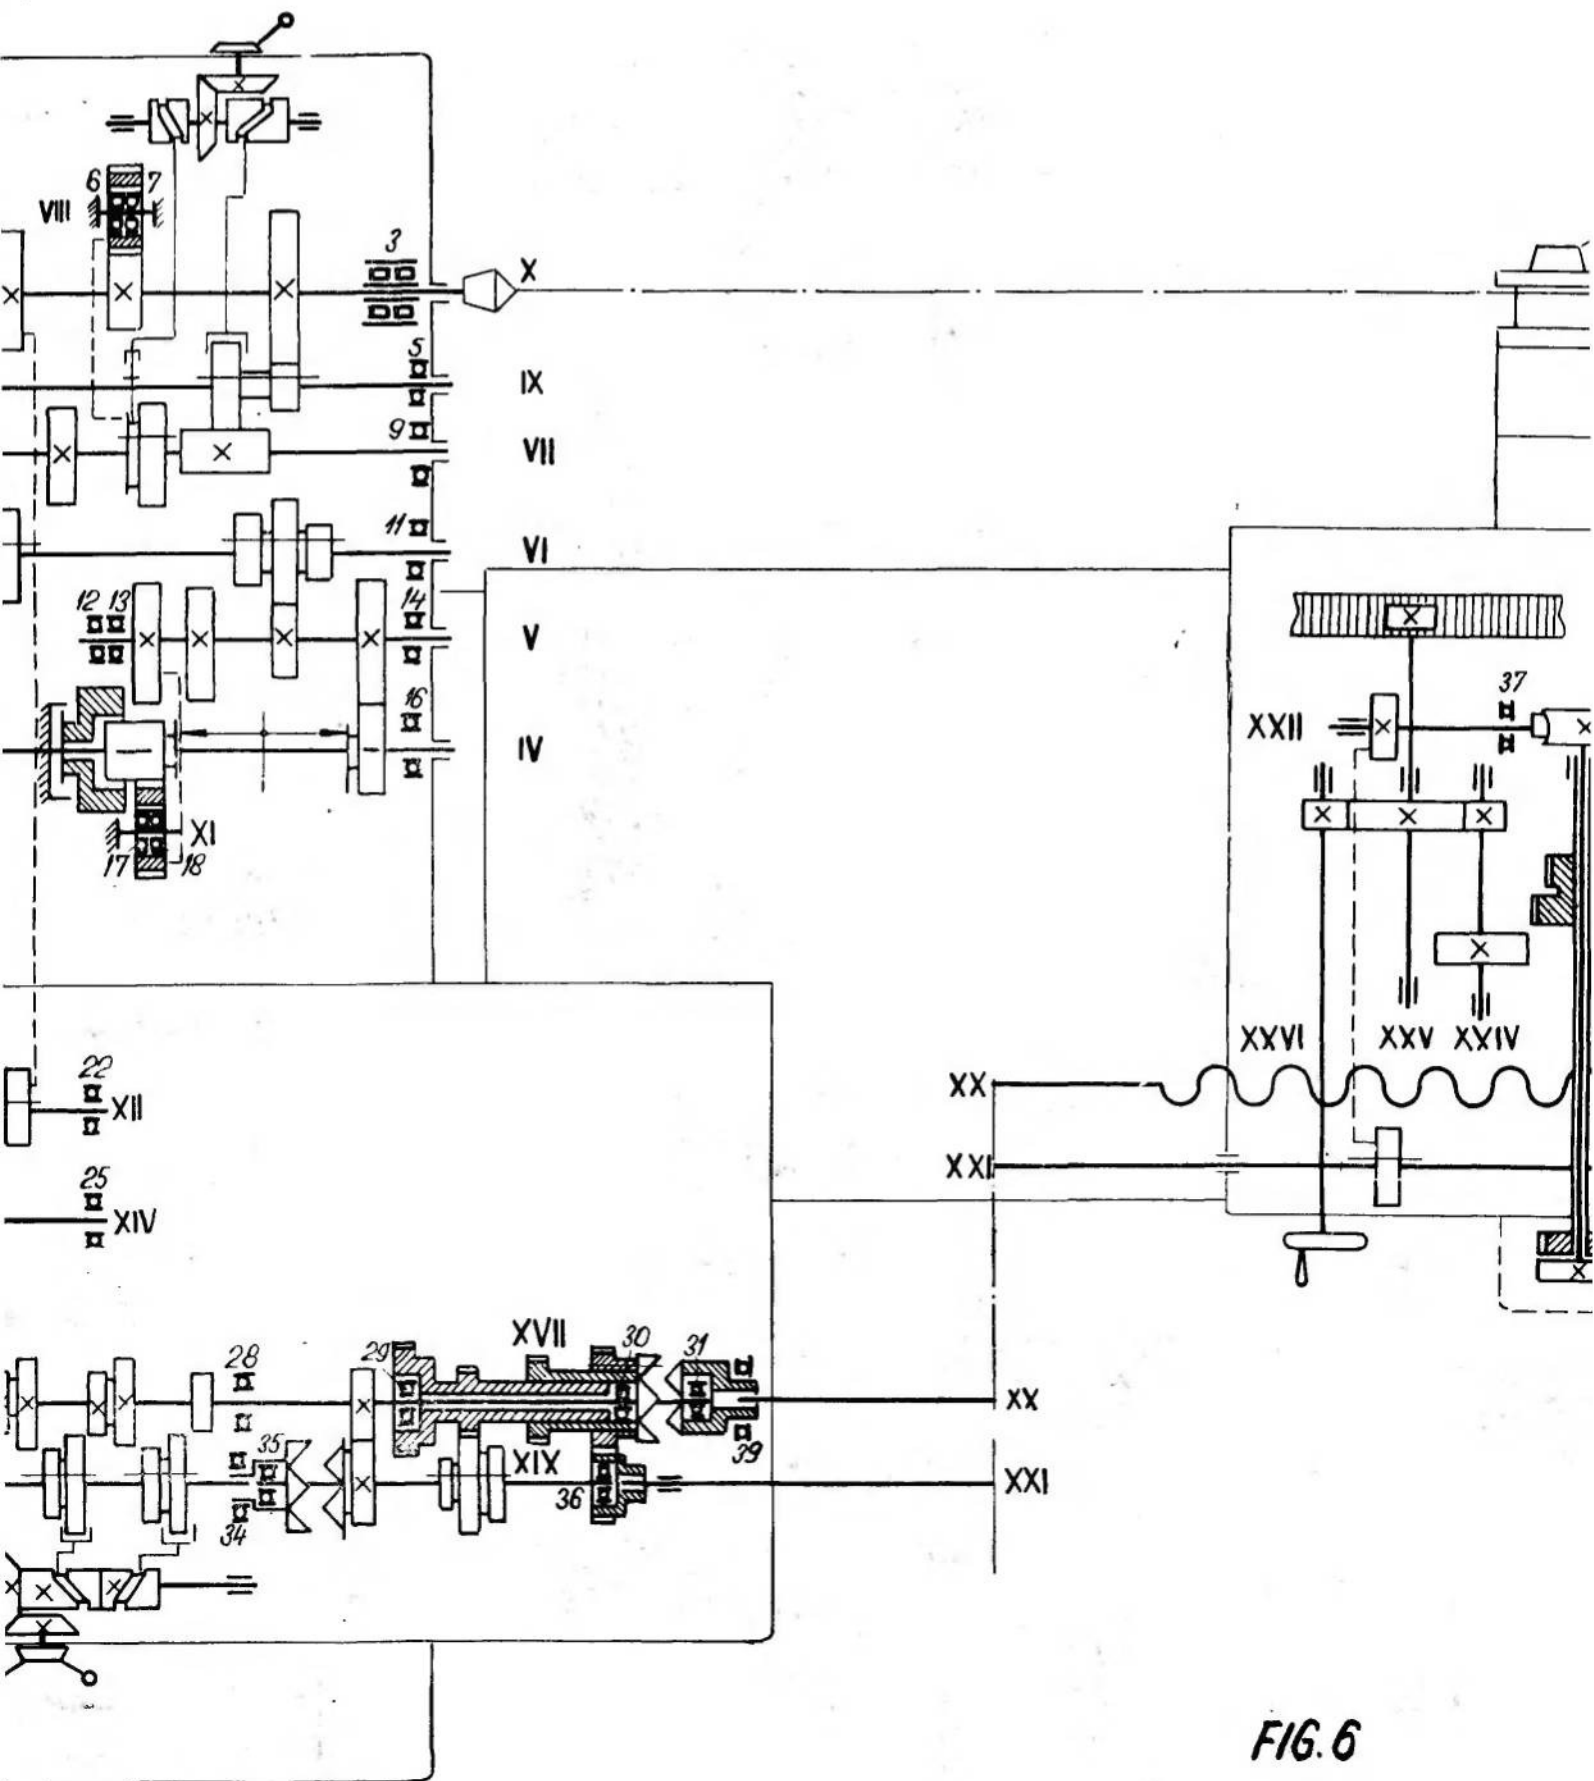 6 7
VIII
3
X
5
IX
9
VII
11
VI
12 13
14
V
37
16
XXII
IV
17
18
XI
XXVI XXV XXIV
22
XX
XII
XXI
25
XIV
XVII
30
31
28
29
XX
35
39
XIX
36
XXI
34
FIG. 6